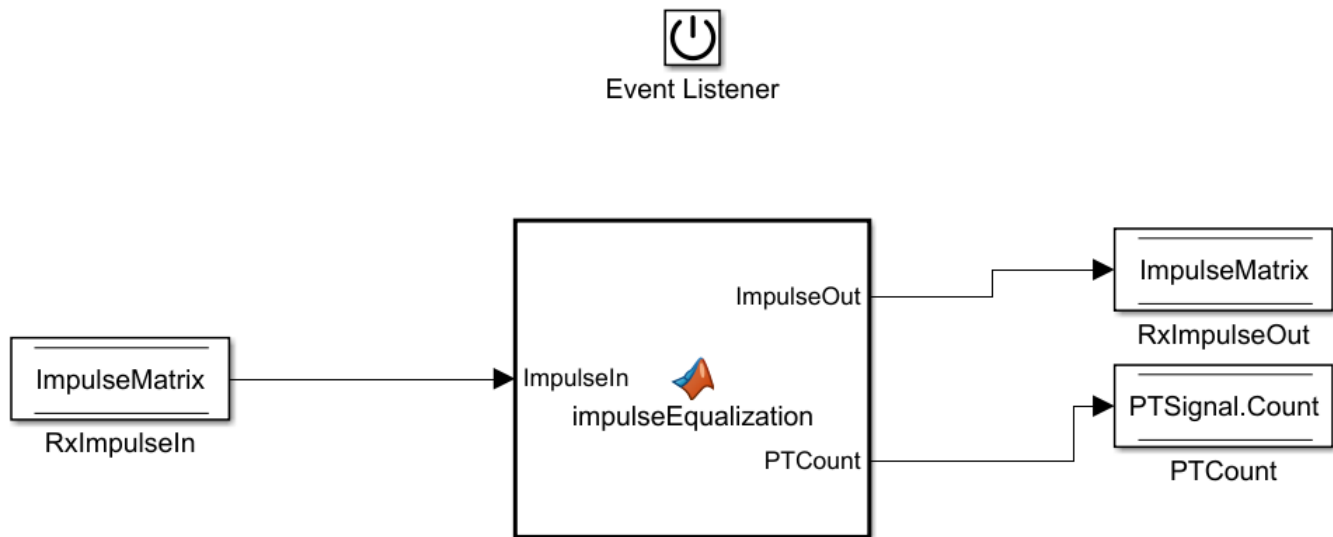 Event Listener
ImpulseMatrix
RxImpulseIn
ImpulseIn
impulseEqualization
ImpulseOut
PTCount
ImpulseMatrix
RxImpulseOut
PTSignal.Count
PTCount